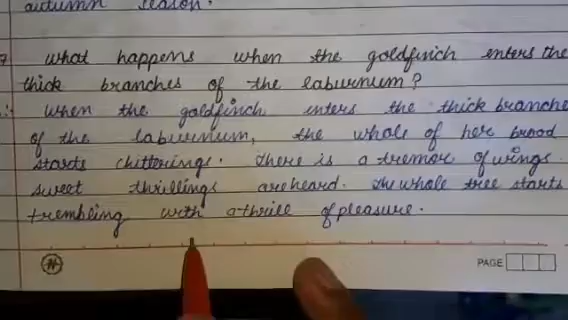 autumn season.
7 what happens when the goldfinch enters the
thick branches of the laburnum?
:- When the goldfinch enters the thick branche
of the laburnum, the whole of her brood
starts chitterings. There is a tremor of wings.
sweet thrillings are heard. The whole tree starts
trembling with a thrill of pleasure.
PAGE